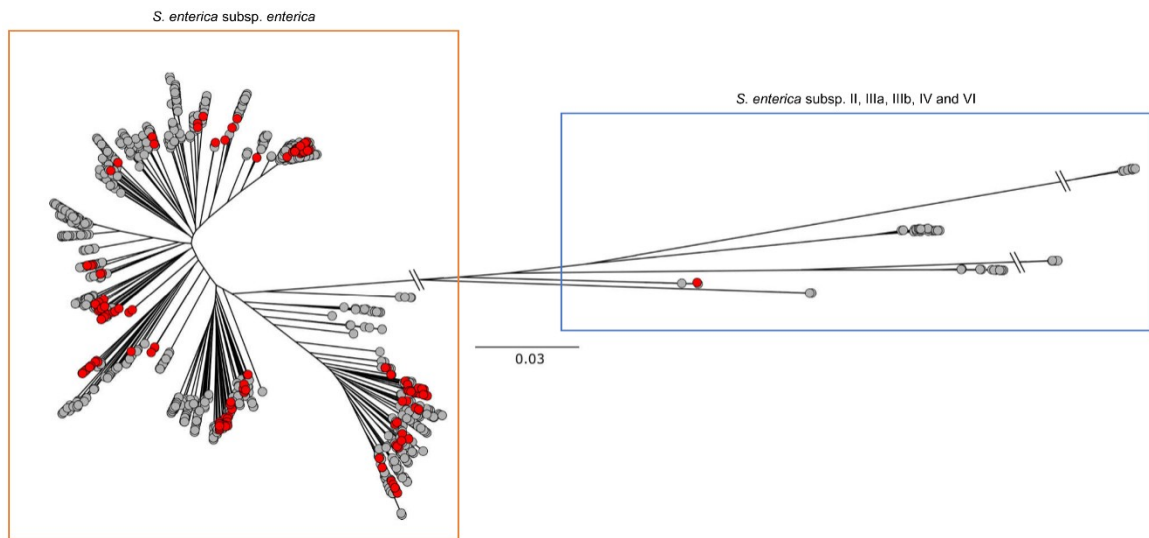 S. enterica subsp. enterica
S. enterica subsp. II, IIIa, IIIb, IV and VI
0.03